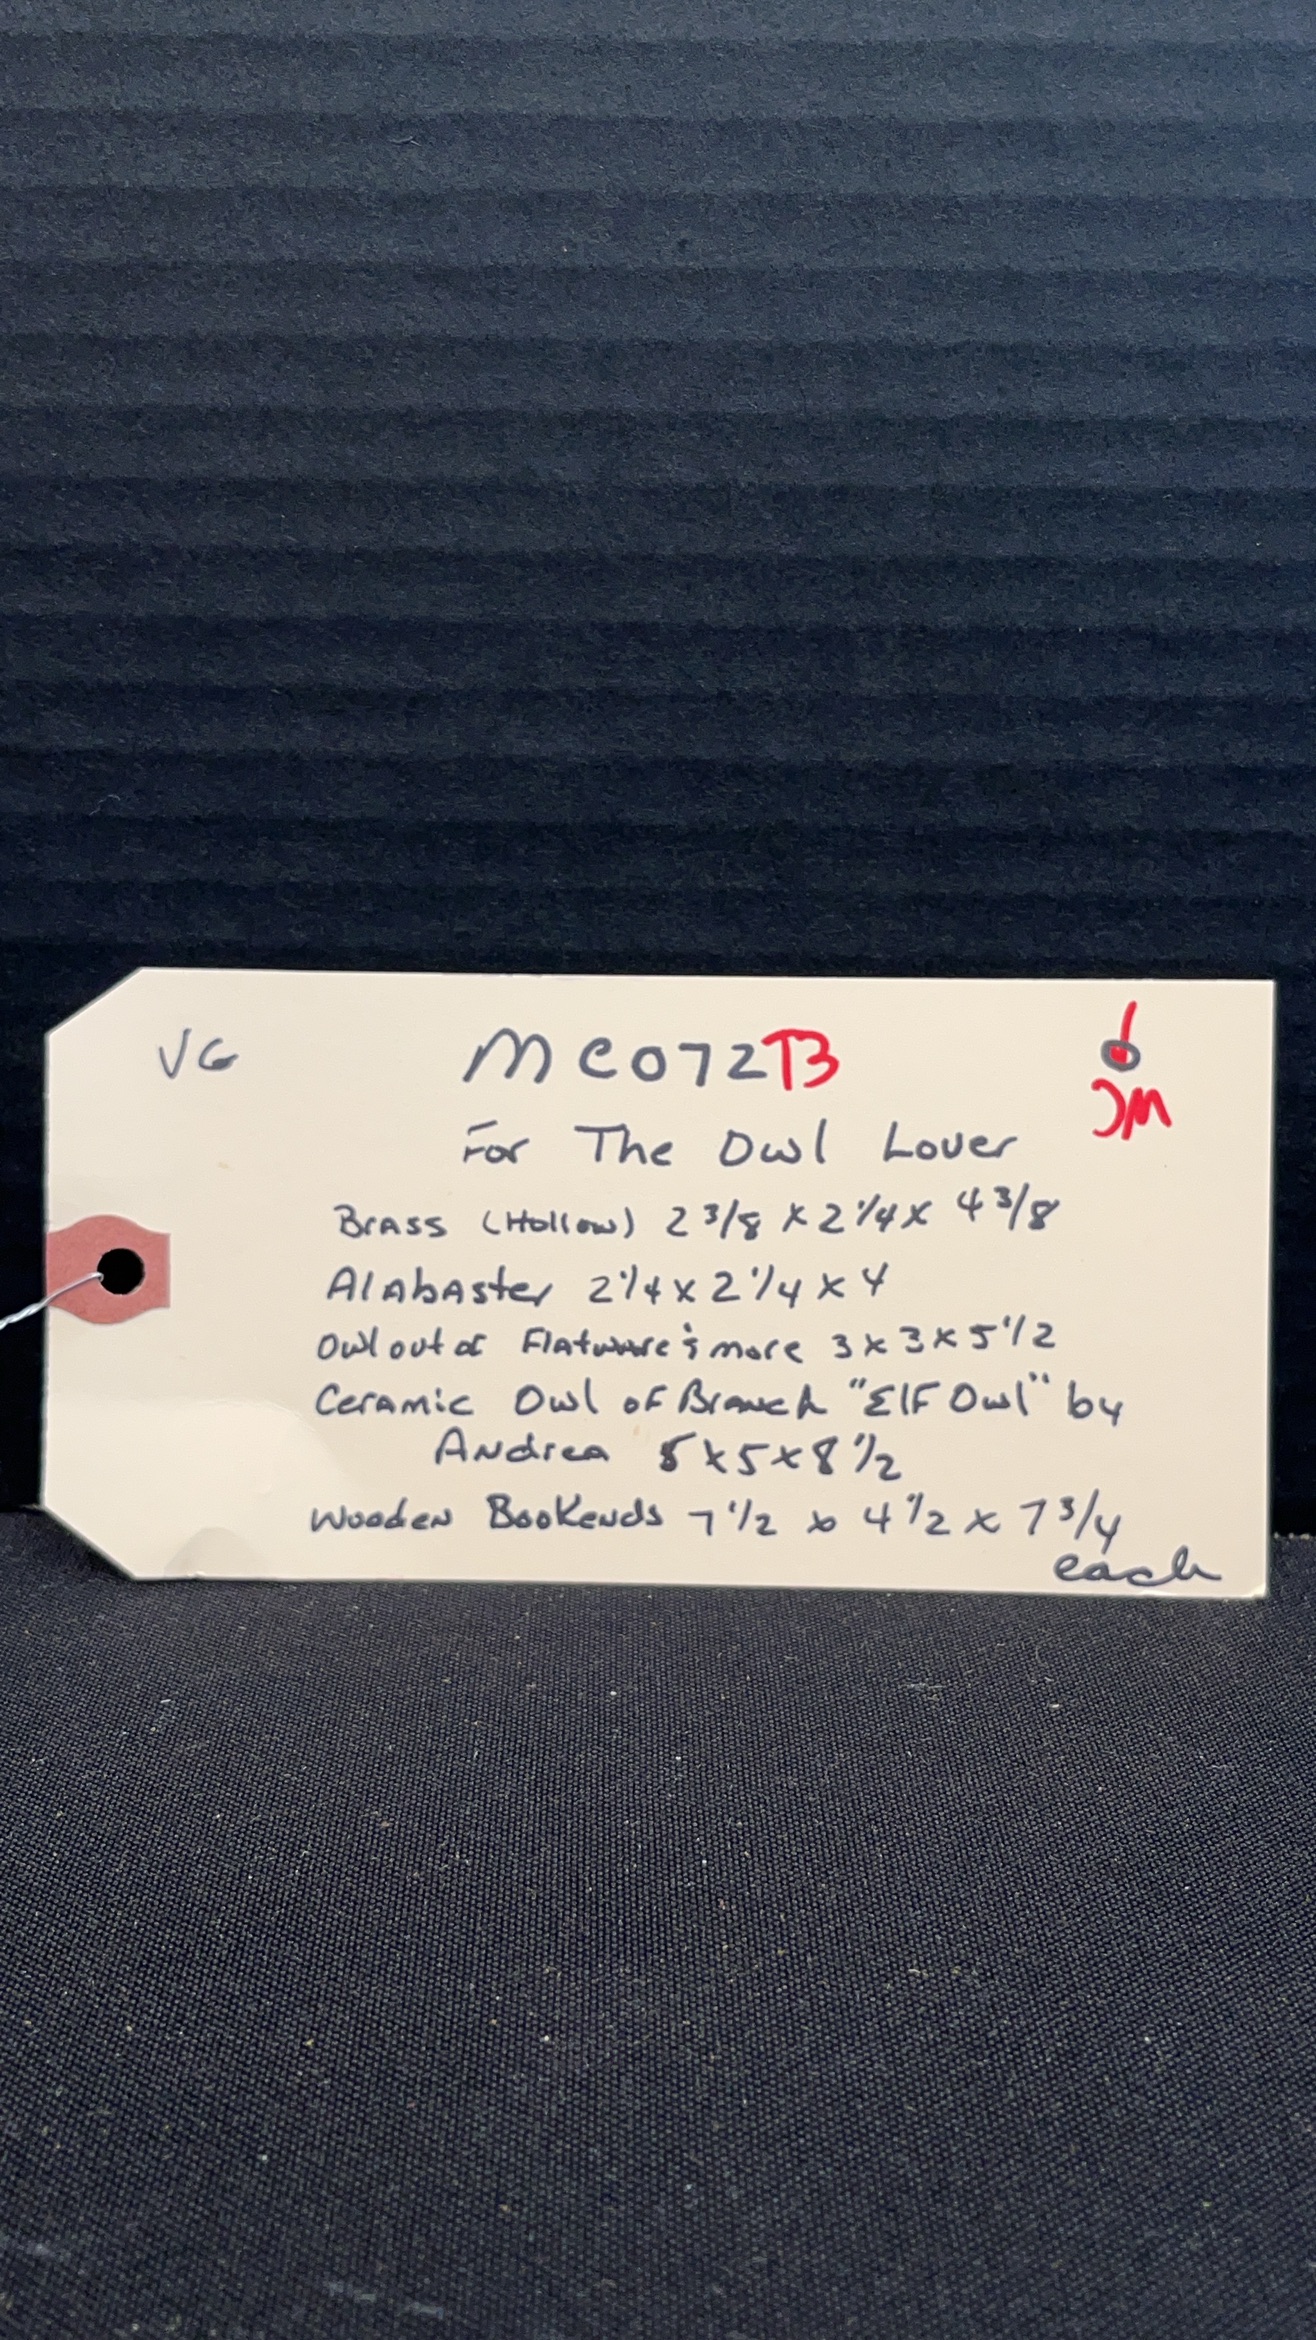 VG MC072TB
JM
For The Owl Lover
Brass (Hollow) 2 3/8 x 2 1/4 x 4 3/8
Alabaster 2 1/4 x 2 1/4 x 4
Owl out of Flatware & more 3 x 3 x 5 1/2
Ceramic Owl of Branch "Elf Owl" by
Andrea 5 x 5 x 8 1/2
Wooden Bookends 7 1/2 x 4 1/2 x 7 3/4
each